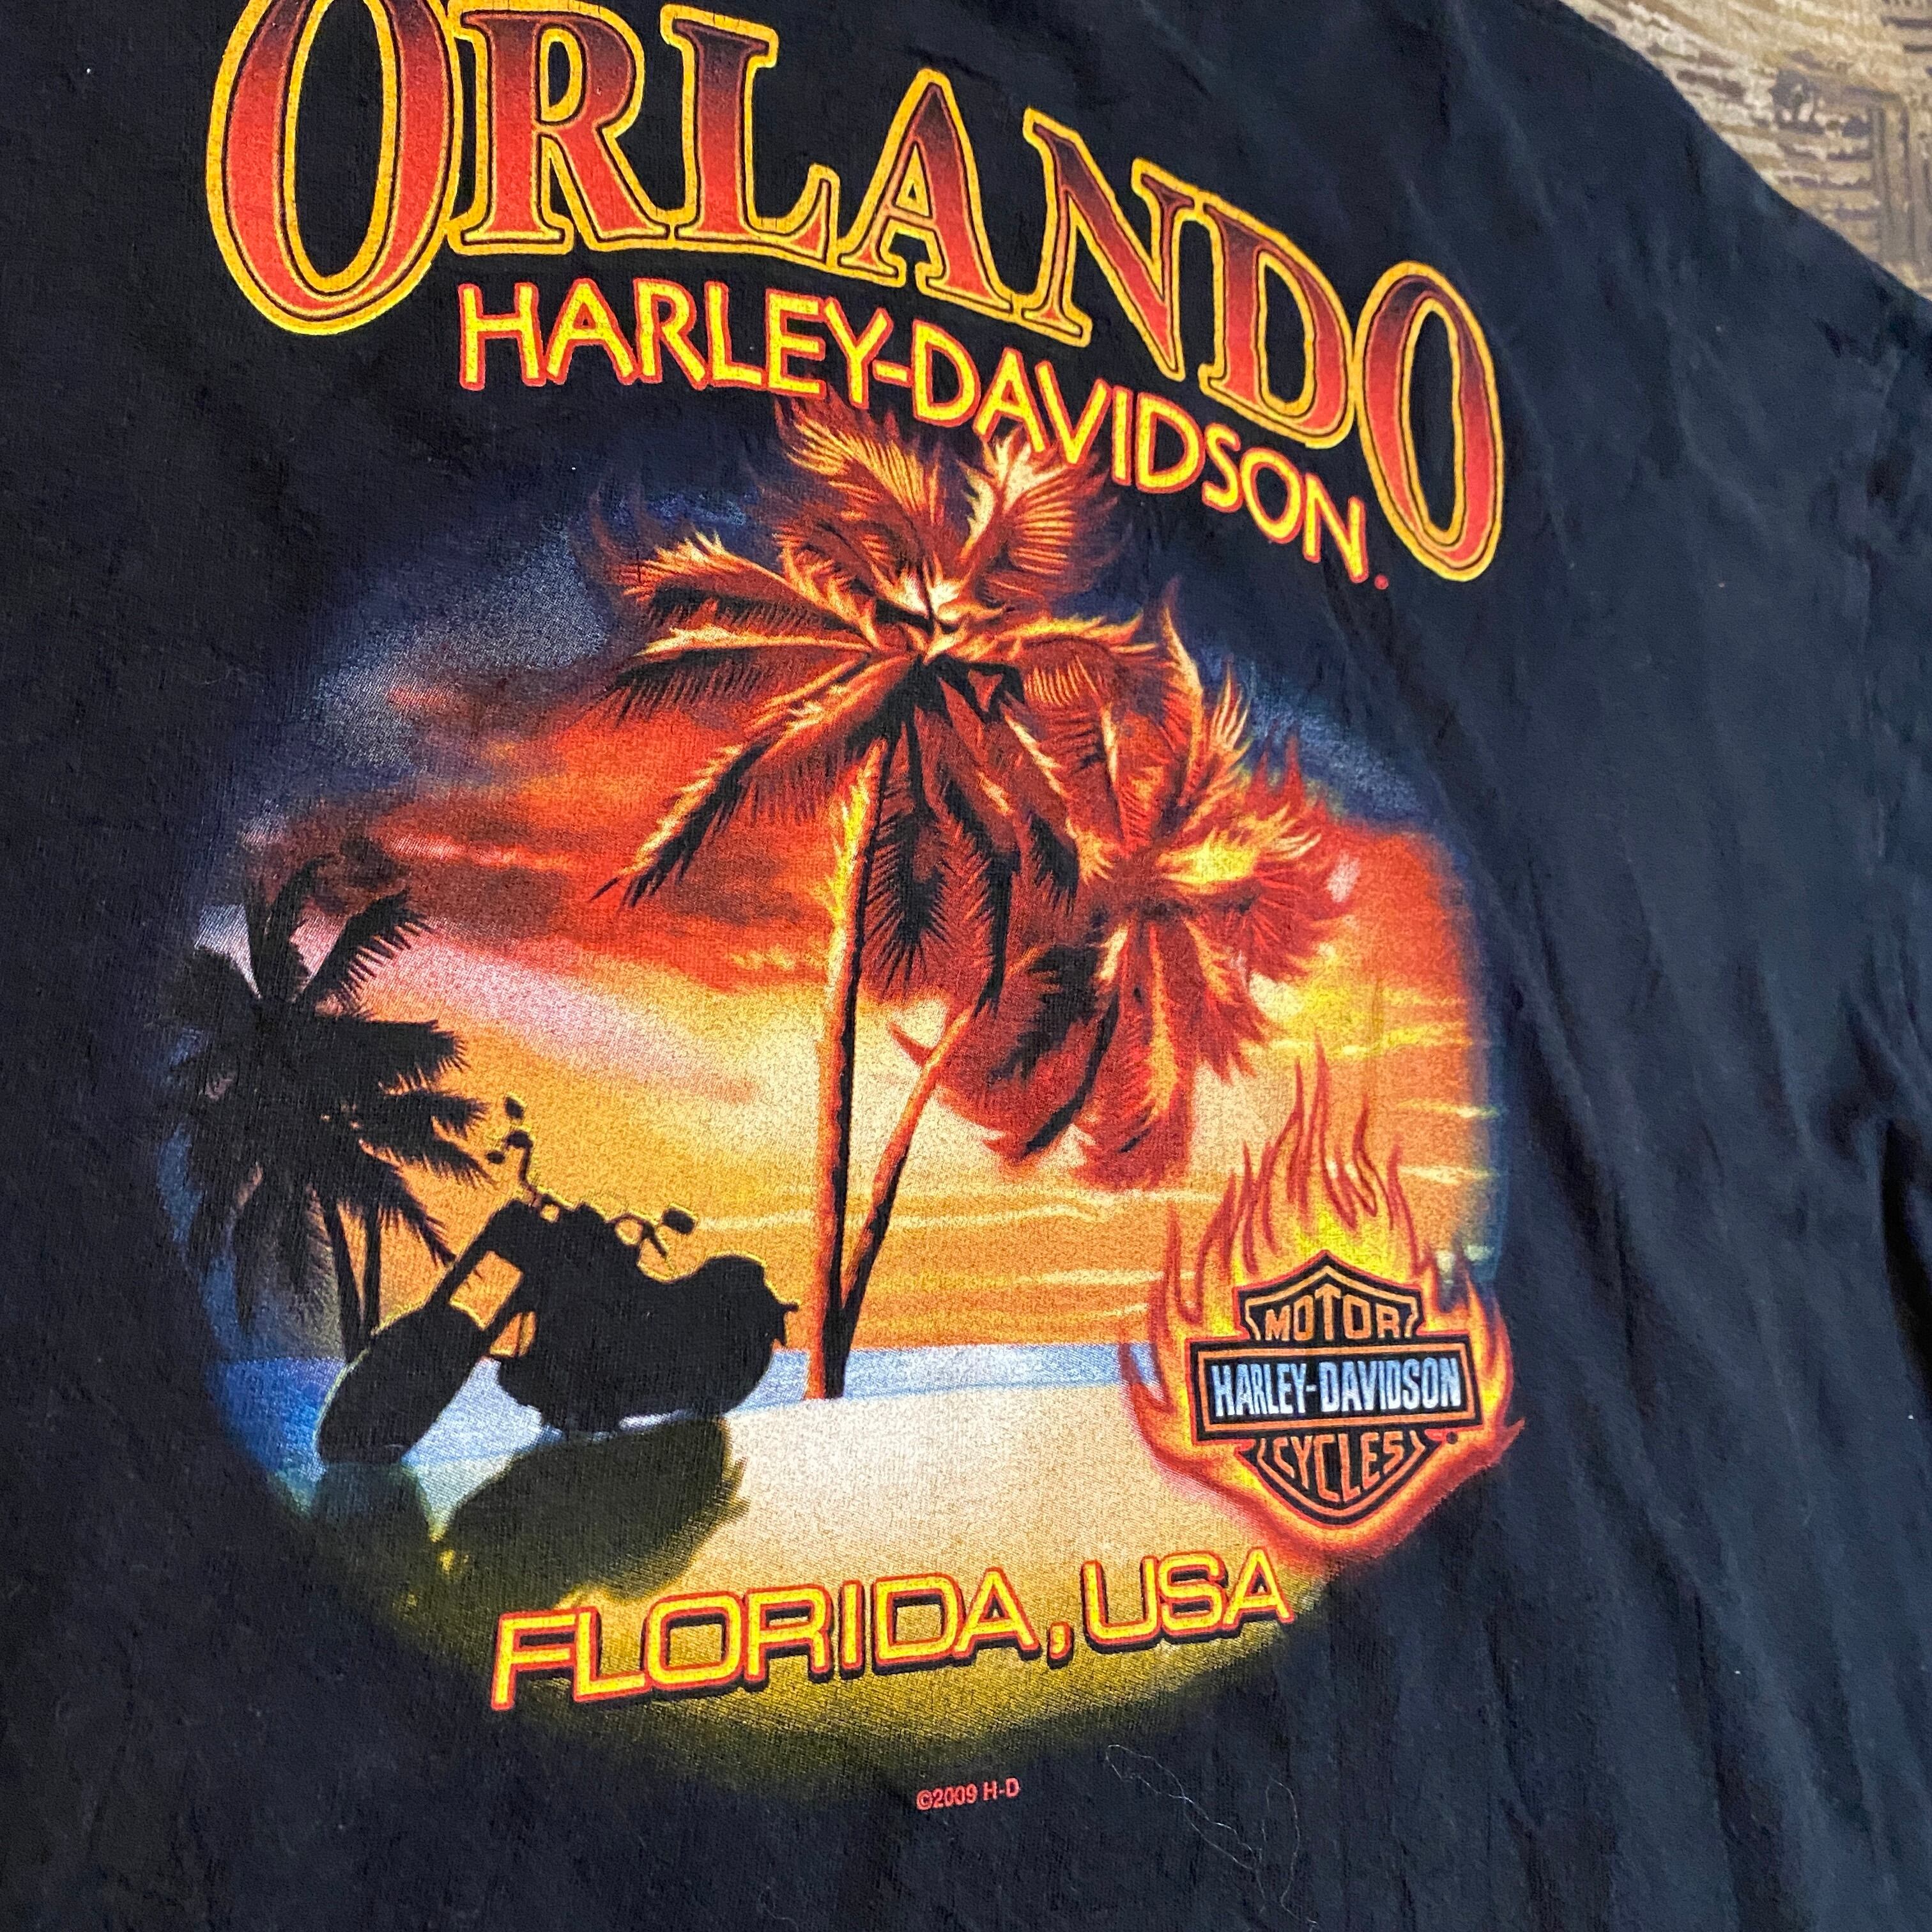 ORLANDO
HARLEY-DAVIDSON.
MOTOR
HARLEY-DAVIDSON
CYCLES
FLORIDA, USA
©2009 H-D